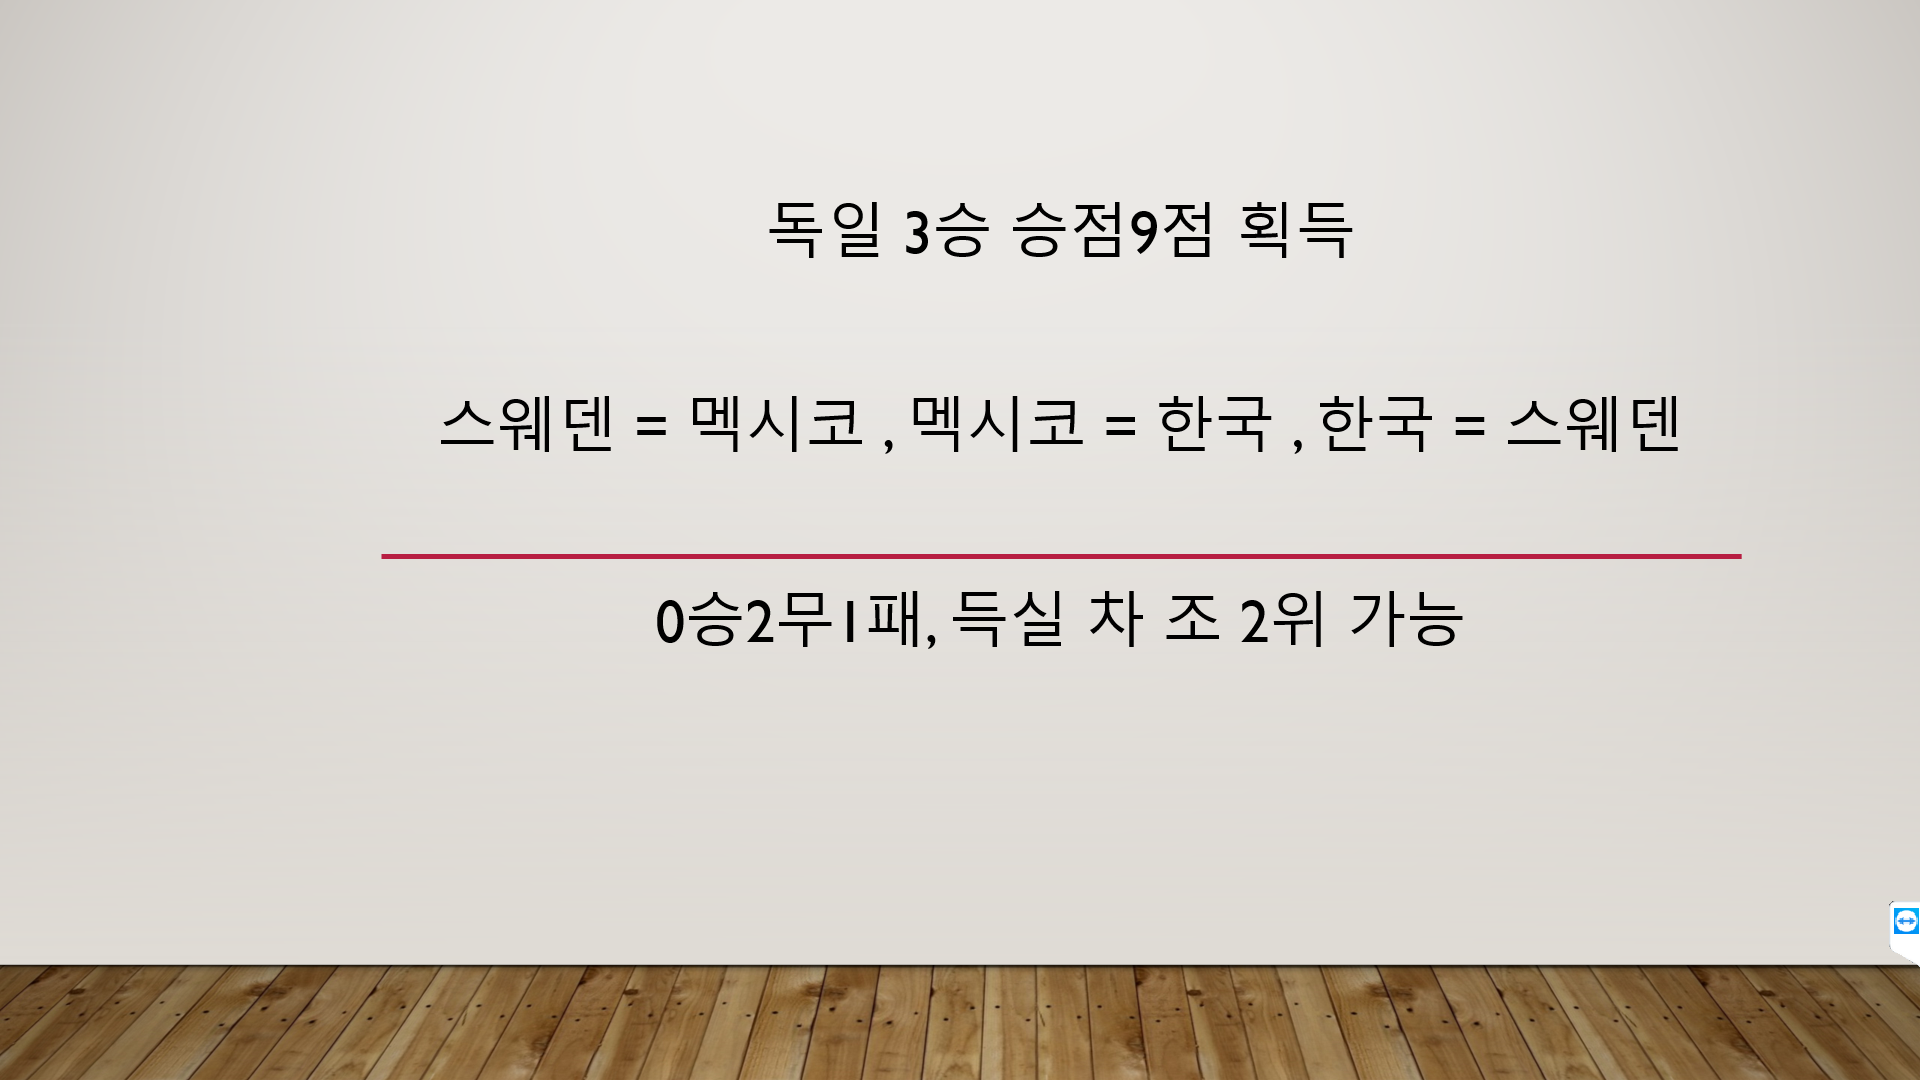 독일 3승 승점9점 획득
스웨덴 = 멕시코 , 멕시코 = 한국 , 한국 = 스웨덴
0승2무1패, 득실 차 조 2위 가능